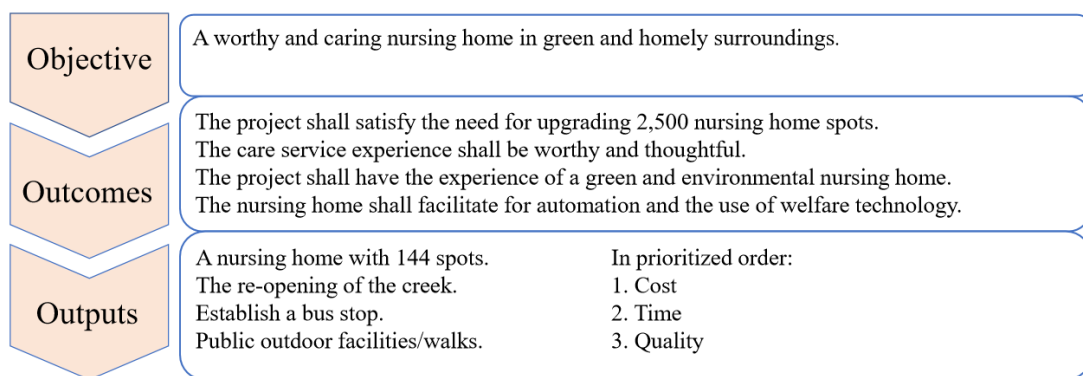 Objective
A worthy and caring nursing home in green and homely surroundings.
Outcomes
The project shall satisfy the need for upgrading 2,500 nursing home spots.
The care service experience shall be worthy and thoughtful.
The project shall have the experience of a green and environmental nursing home.
The nursing home shall facilitate for automation and the use of welfare technology.
Outputs
A nursing home with 144 spots.
The re-opening of the creek.
Establish a bus stop.
Public outdoor facilities/walks.
In prioritized order:
1. Cost
2. Time
3. Quality